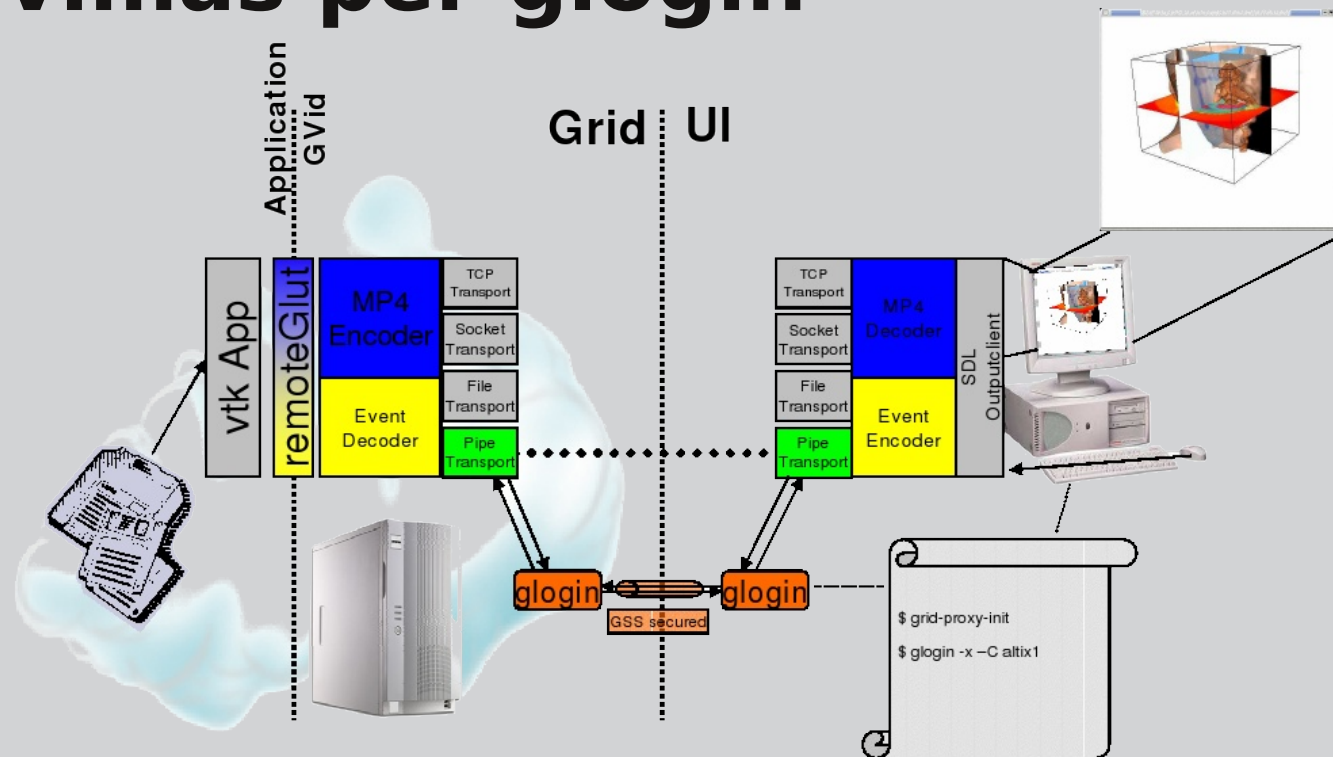 per glogin
Application
GVid
Grid
UI
vtk App
remoteGlut
MP4
Encoder
Event
Decoder
TCP
Transport
Socket
Transport
File
Transport
Pipe
Transport
TCP
Transport
Socket
Transport
File
Transport
Pipe
Transport
MP4
Decoder
Event
Encoder
SDL
Outputclient
glogin
glogin
GSS secured
$ grid-proxy-init
$ glogin -x –C altix1